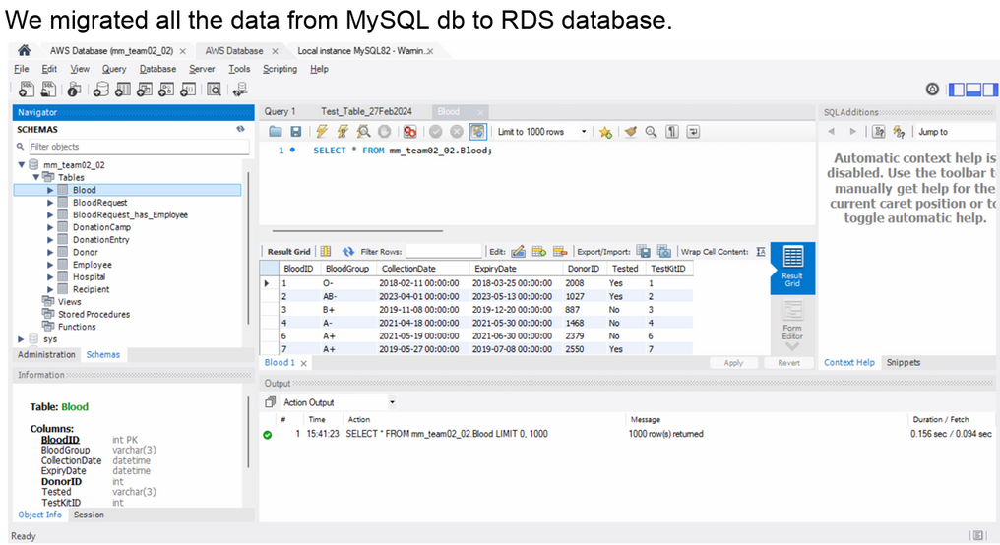 We migrated all the data from MySQL db to RDS database.
AWS Database (mm_team02_02) × AWS Database × Local instance MySQL82 - Warnin...×
File Edit View Query Database Server Tools Scripting Help
Navigator
SCHEMAS
Filter objects
mm_team02_02
Tables
Blood
BloodRequest
BloodRequest_has_Employee
DonationCamp
DonationEntry
Donor
Employee
Hospital
Recipient
Views
Stored Procedures
Functions
sys
Administration Schemas
Information
Table: Blood
Columns:
BloodID int PK
BloodGroup varchar(3)
CollectionDate datetime
ExpiryDate datetime
DonorID int
Tested varchar(3)
TestKitID int
Object Info Session
Query 1 Test_Table_27Feb2024 Blood ×
Limit to 1000 rows
1 SELECT * FROM mm_team02_02.Blood;
Result Grid Filter Rows: Edit: Export/Import: Wrap Cell Content: IA
BloodID BloodGroup CollectionDate ExpiryDate DonorID Tested TestKitID
1 O- 2018-02-11 00:00:00 2018-03-25 00:00:00 2008 Yes 1
2 AB- 2023-04-01 00:00:00 2023-05-13 00:00:00 1027 Yes 2
3 B+ 2019-11-08 00:00:00 2019-12-20 00:00:00 887 No 3
4 A- 2021-04-18 00:00:00 2021-05-30 00:00:00 1468 No 4
6 A+ 2021-05-19 00:00:00 2021-06-30 00:00:00 2379 No 6
7 A+ 2019-05-27 00:00:00 2019-07-08 00:00:00 2550 Yes 7
Result
Grid
Form
Editor
Blood 1 × Apply Revert
SQLAdditions
Jump to
Automatic context help is
disabled. Use the toolbar t
manually get help for the
current caret position or to
toggle automatic help.
Context Help Snippets
Output
Action Output
# Time Action Message Duration / Fetch
1 15:41:23 SELECT * FROM mm_team02_02.Blood LIMIT 0, 1000 1000 row(s) returned 0.156 sec / 0.094 sec
Ready